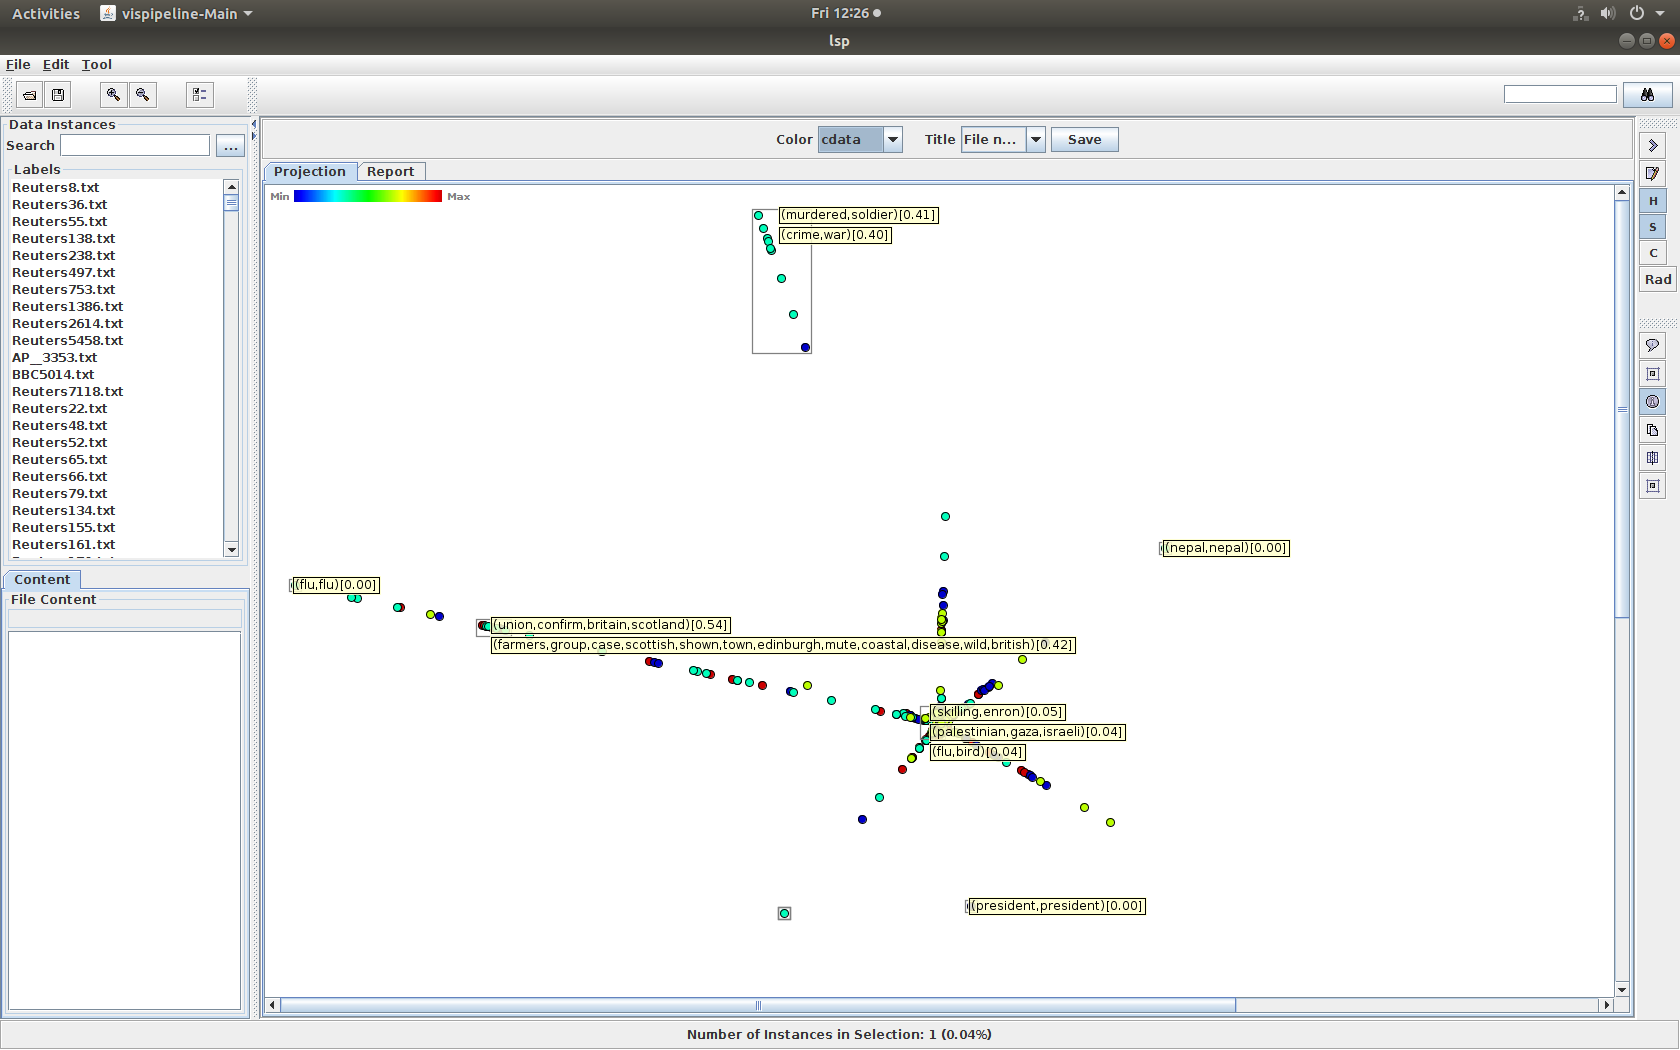 Activities vispipeline-Main Fri 12:26
lsp
File Edit Tool
Data Instances
Search ...
Labels
Reuters8.txt
Reuters36.txt
Reuters55.txt
Reuters138.txt
Reuters238.txt
Reuters497.txt
Reuters753.txt
Reuters1386.txt
Reuters2614.txt
Reuters5458.txt
AP__3353.txt
BBC5014.txt
Reuters7118.txt
Reuters22.txt
Reuters48.txt
Reuters52.txt
Reuters65.txt
Reuters66.txt
Reuters79.txt
Reuters134.txt
Reuters155.txt
Reuters161.txt
Content
File Content
Color cdata Title File n... Save
Projection Report
Min Max
(murdered,soldier)[0.41]
(crime,war)[0.40]
(nepal,nepal)[0.00]
(flu,flu)[0.00]
(union,confirm,britain,scotland)[0.54]
(farmers,group,case,scottish,shown,town,edinburgh,mute,coastal,disease,wild,british)[0.42]
(skilling,enron)[0.05]
(palestinian,gaza,israeli)[0.04]
(flu,bird)[0.04]
(president,president)[0.00]
H
S
C
Rad
Number of Instances in Selection: 1 (0.04%)